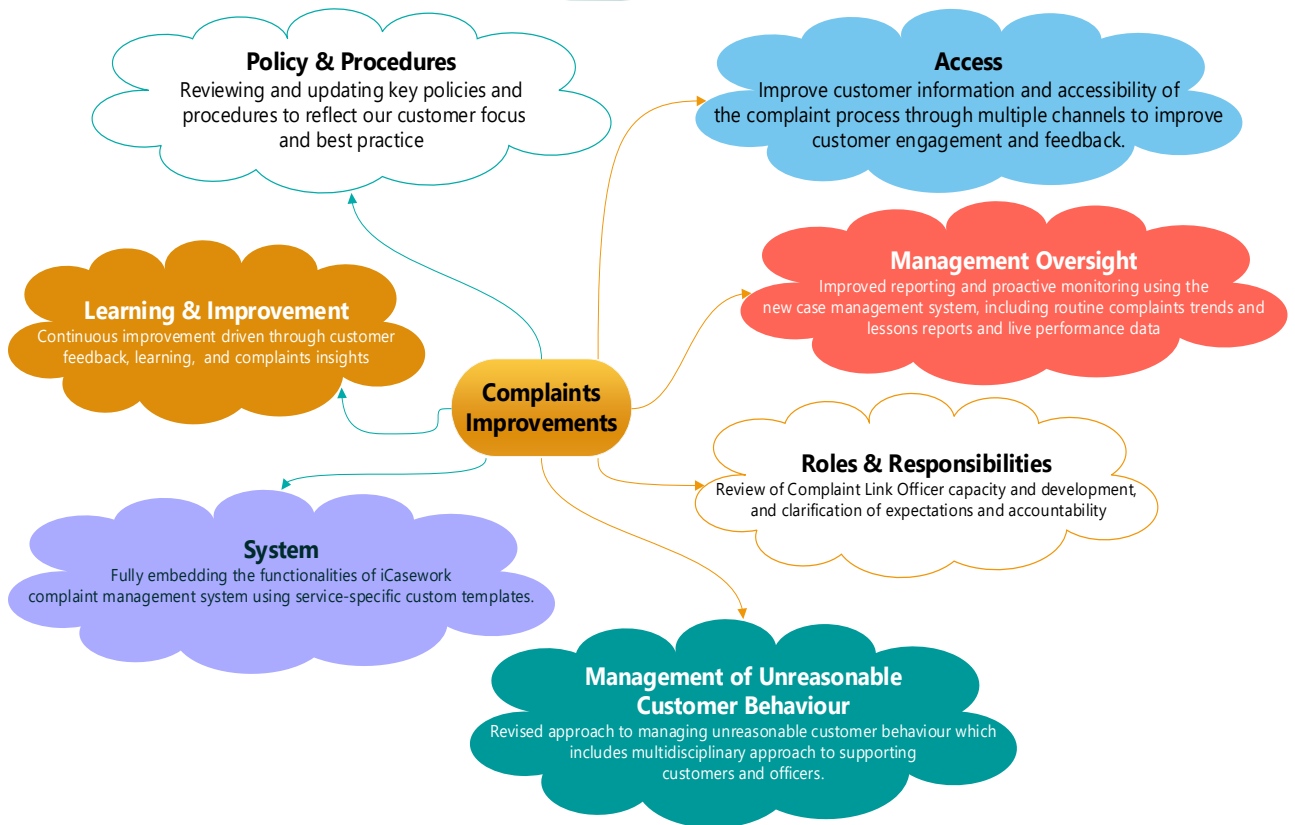 Policy & Procedures
Reviewing and updating key policies and
procedures to reflect our customer focus
and best practice
Access
Improve customer information and accessibility of
the complaint process through multiple channels to improve
customer engagement and feedback.
Management Oversight
Improved reporting and proactive monitoring using the
new case management system, including routine complaints trends and
lessons reports and live performance data
Learning & Improvement
Continuous improvement driven through customer
feedback, learning, and complaints insights
Complaints
Improvements
Roles & Responsibilities
Review of Complaint Link Officer capacity and development,
and clarification of expectations and accountability
System
Fully embedding the functionalities of iCasework
complaint management system using service-specific custom templates.
Management of Unreasonable
Customer Behaviour
Revised approach to managing unreasonable customer behaviour which
includes multidisciplinary approach to supporting
customers and officers.